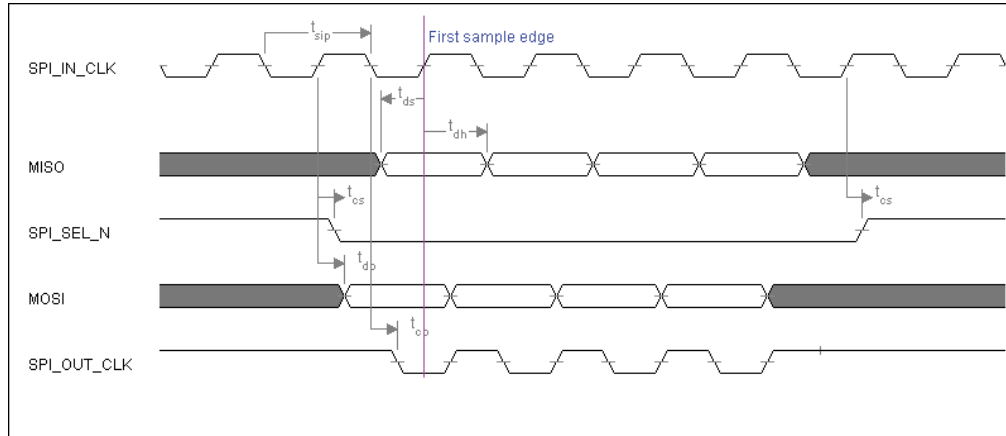 t_sip
First sample edge
SPI_IN_CLK
t_ds
t_dh
MISO
t_cs
t_cs
SPI_SEL_N
t_do
MOSI
t_co
SPI_OUT_CLK